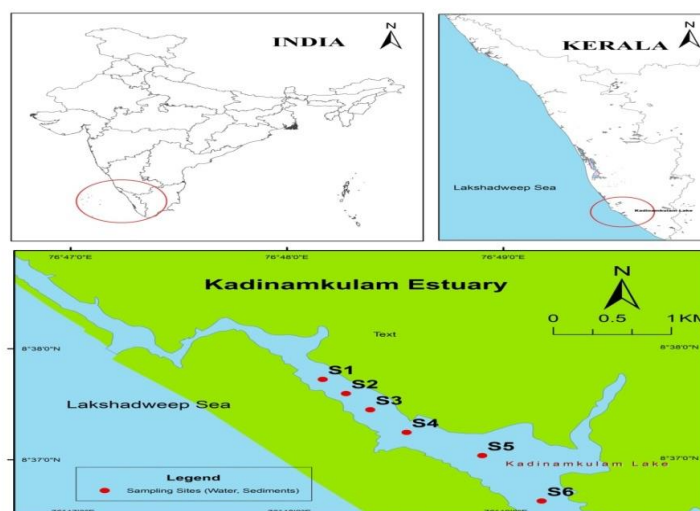 INDIA
N
KERALA
N
Lakshadweep Sea
Kadinamkulam Lake
76°47'0"E
76°48'0"E
76°49'0"E
Kadinamkulam Estuary
N
0 0.5 1 KM
Text
8°38'0"N
8°38'0"N
S1
S2
S3
S4
S5
S6
Lakshadweep Sea
8°37'0"N
8°37'0"N
Kadinamkulam Lake
Legend
Sampling Sites (Water, Sediments)